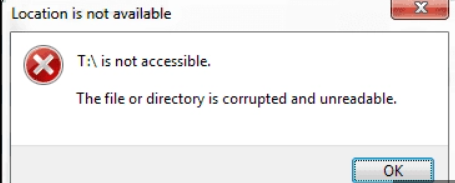 Location is not available
T:\ is not accessible.
The file or directory is corrupted and unreadable.
OK